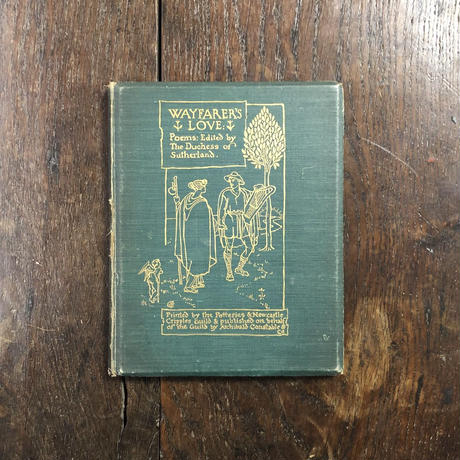 WAYFARER'S
LOVE.
Poems: Edited by
The Duchess of
Sutherland.
Printed by the Potteries & Newcastle
Cripples Guild & published on behalf
of the Guild by Archibald Constable &
Co